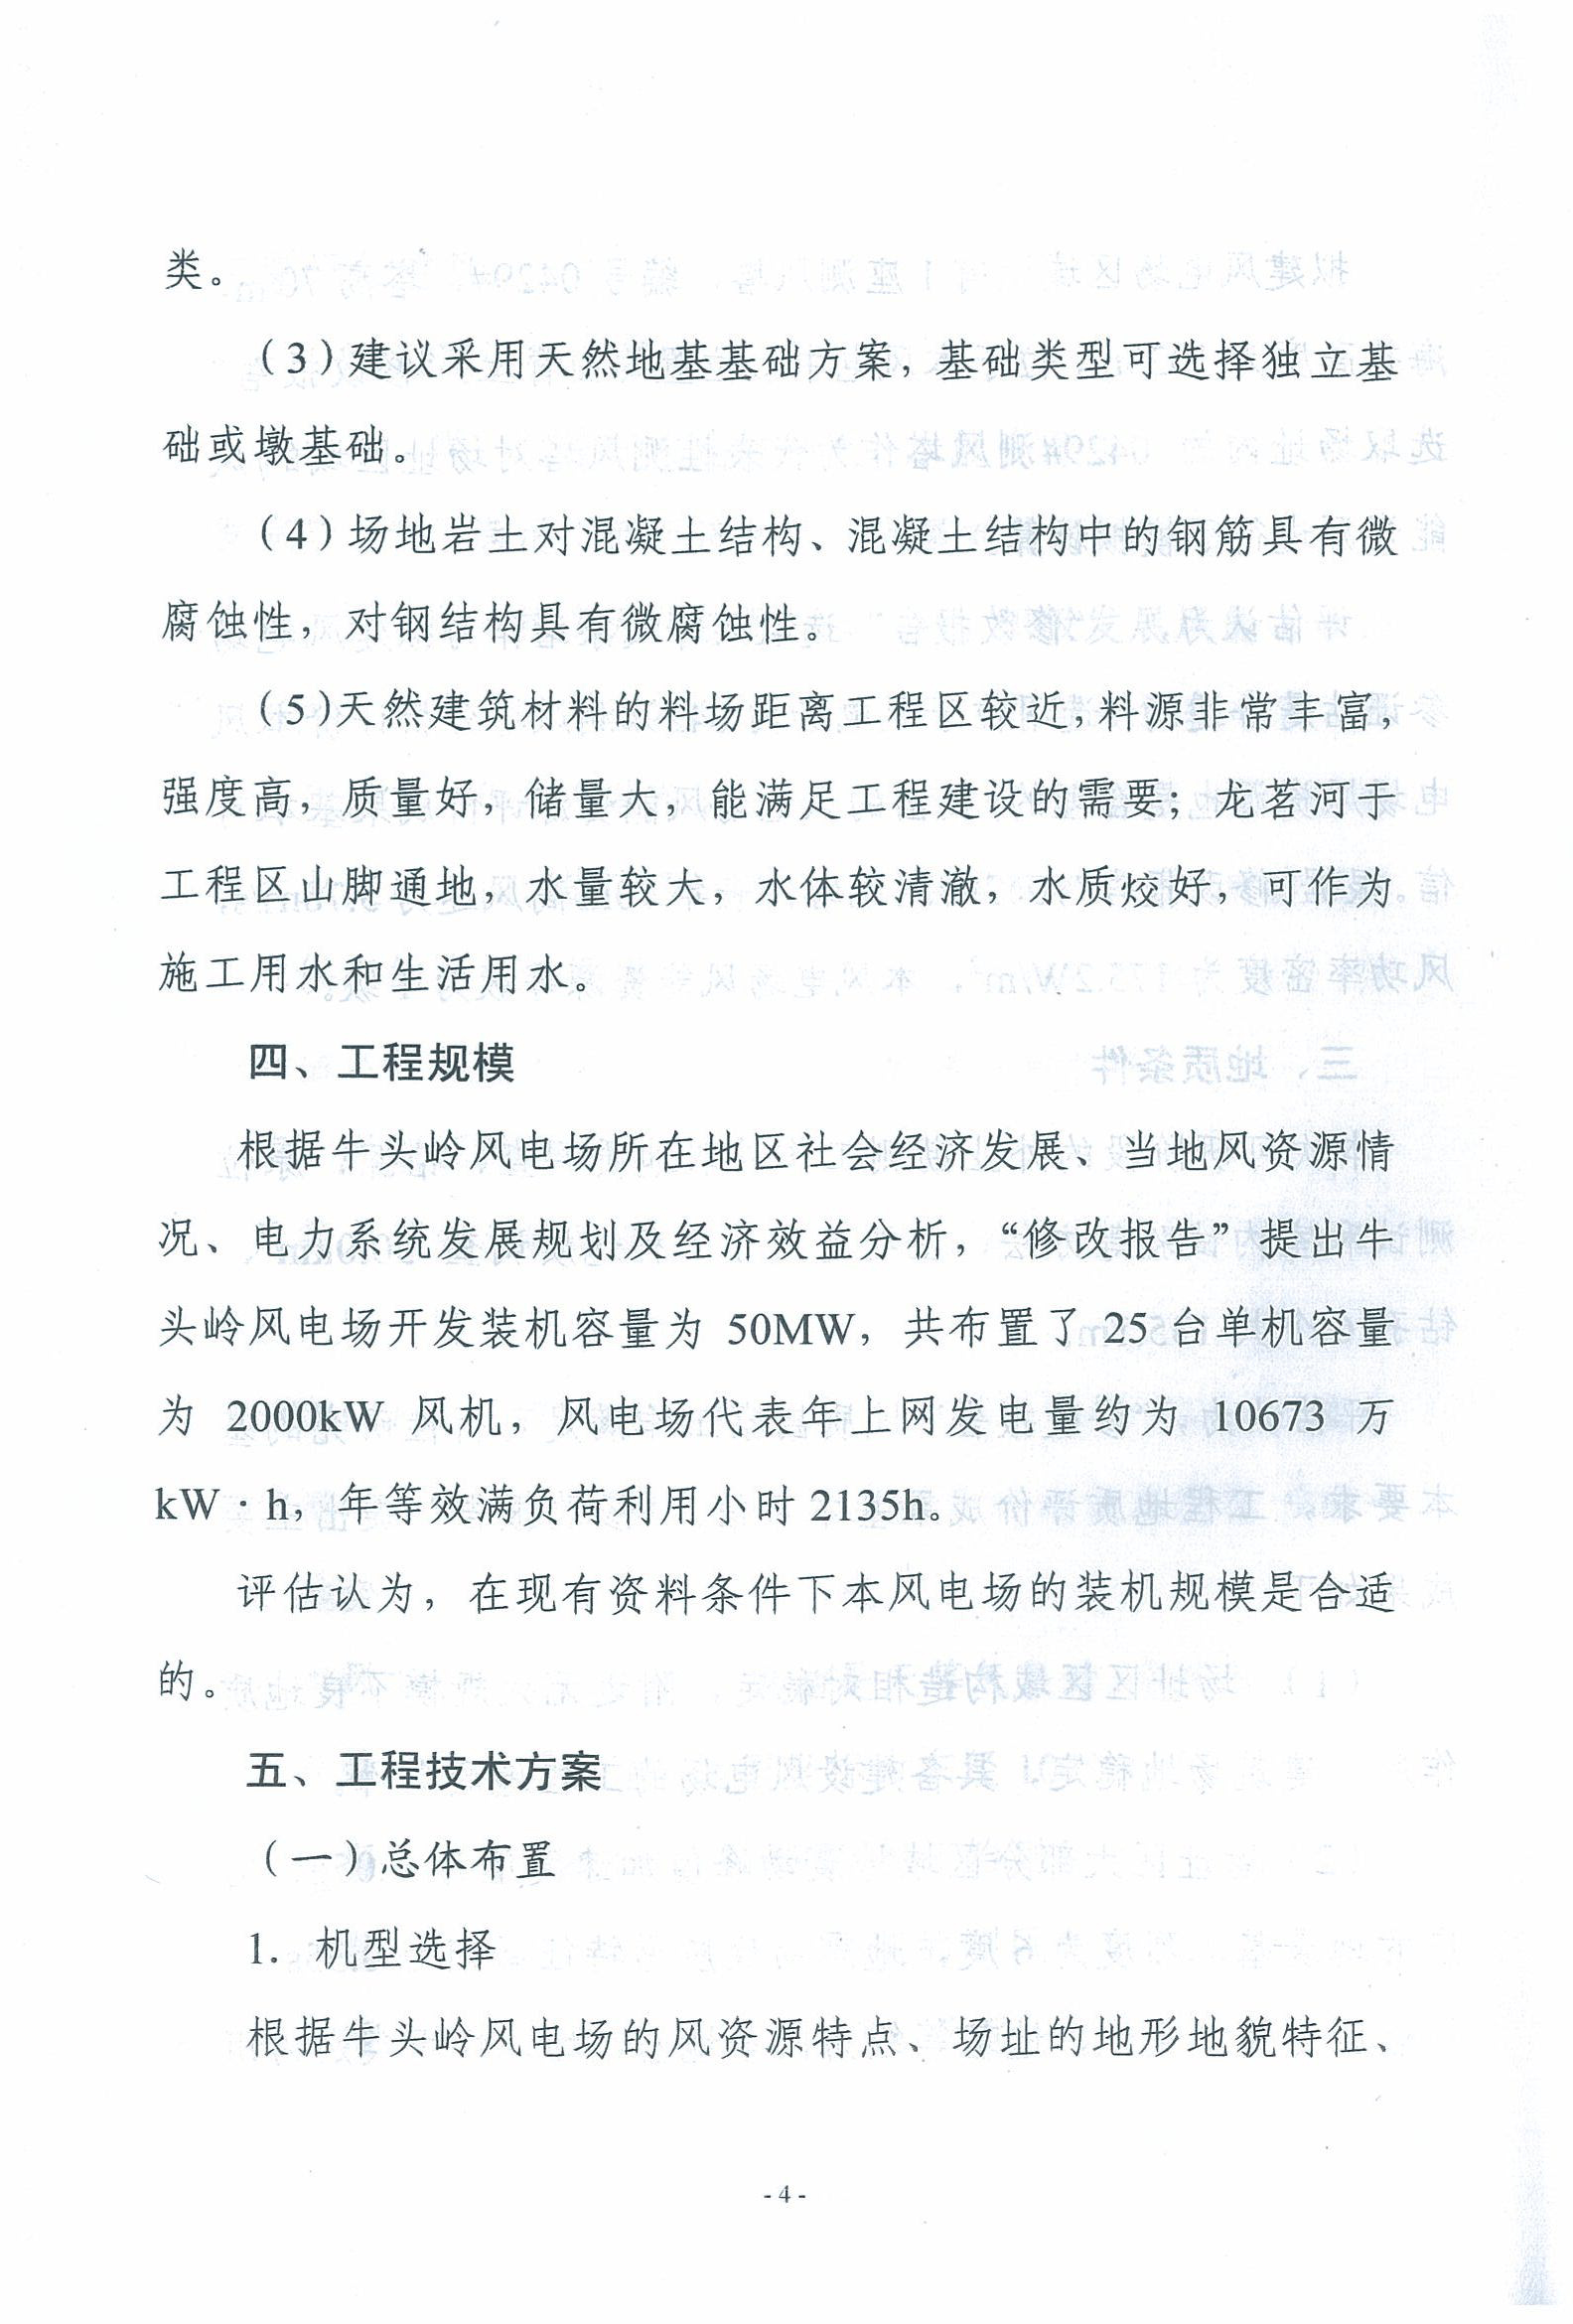 类。
（3）建议采用天然地基基础方案，基础类型可选择独立基
础或墩基础。
（4）场地岩土对混凝土结构、混凝土结构中的钢筋具有微
腐蚀性，对钢结构具有微腐蚀性。
（5）天然建筑材料的料场距离工程区较近，料源非常丰富，
强度高，质量好，储量大，能满足工程建设的需要；龙茗河于
工程区山脚通地，水量较大，水体较清澈，水质烄好，可作为
施工用水和生活用水。
四、工程规模
根据牛头岭风电场所在地区社会经济发展、当地风资源情
况、电力系统发展规划及经济效益分析，“修改报告”提出牛
头岭风电场开发装机容量为 50MW，共布置了 25 台单机容量
为 2000kW 风机，风电场代表年上网发电量约为 10673 万
kW·h，年等效满负荷利用小时 2135h。
评估认为，在现有资料条件下本风电场的装机规模是合适
的。
五、工程技术方案
（一）总体布置
1. 机型选择
根据牛头岭风电场的风资源特点、场址的地形地貌特征、
- 4 -